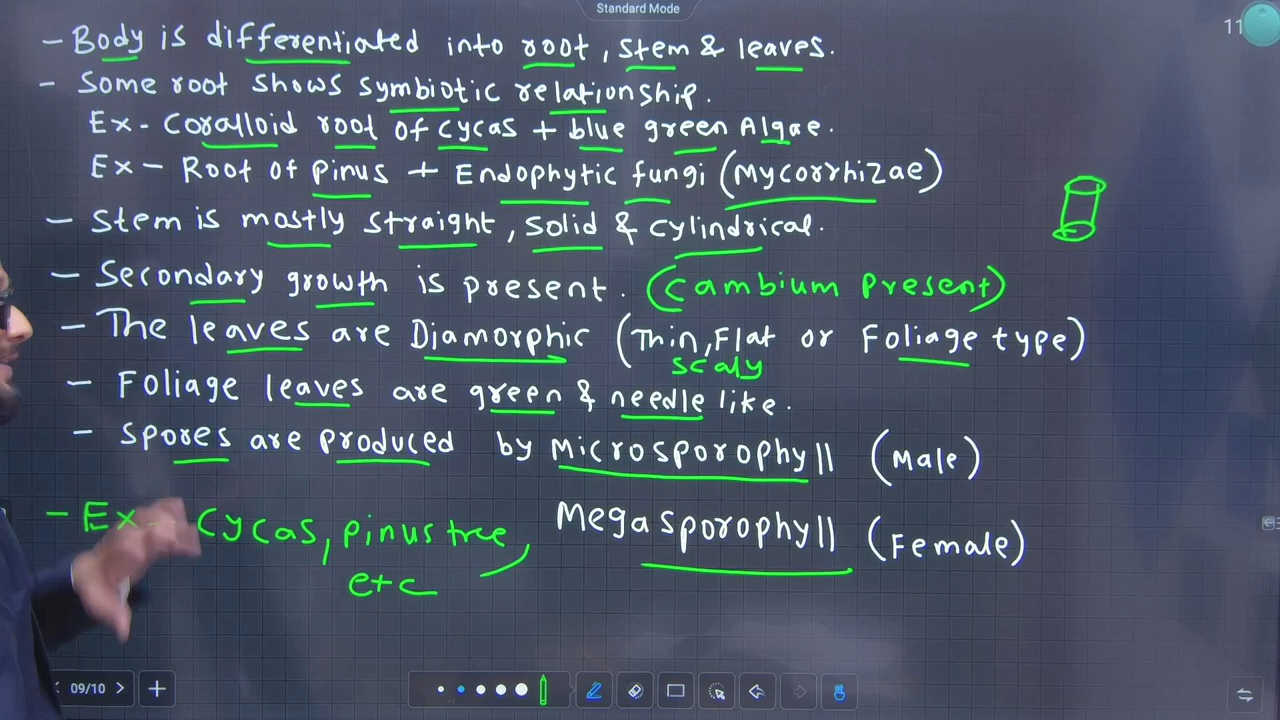 Standard Mode
11
- Body is differentiated into root, stem & leaves.
- Some root shows symbiotic relationship.
Ex- Coralloid root of Cycas + blue green Algae.
Ex- Root of Pinus + Endophytic fungi (Mycorrhizae)
- Stem is mostly straight, solid & cylindrical.
- Secondary growth is present. (Cambium Present)
- The leaves are Diamorphic (Thin, Flat or Foliage type)
scaly
- Foliage leaves are green & needle like.
- Spores are produced by Microsporophyll (Male)
- Ex - Cycas, Pinus tree, Megasporophyll (Female)
etc
09/10